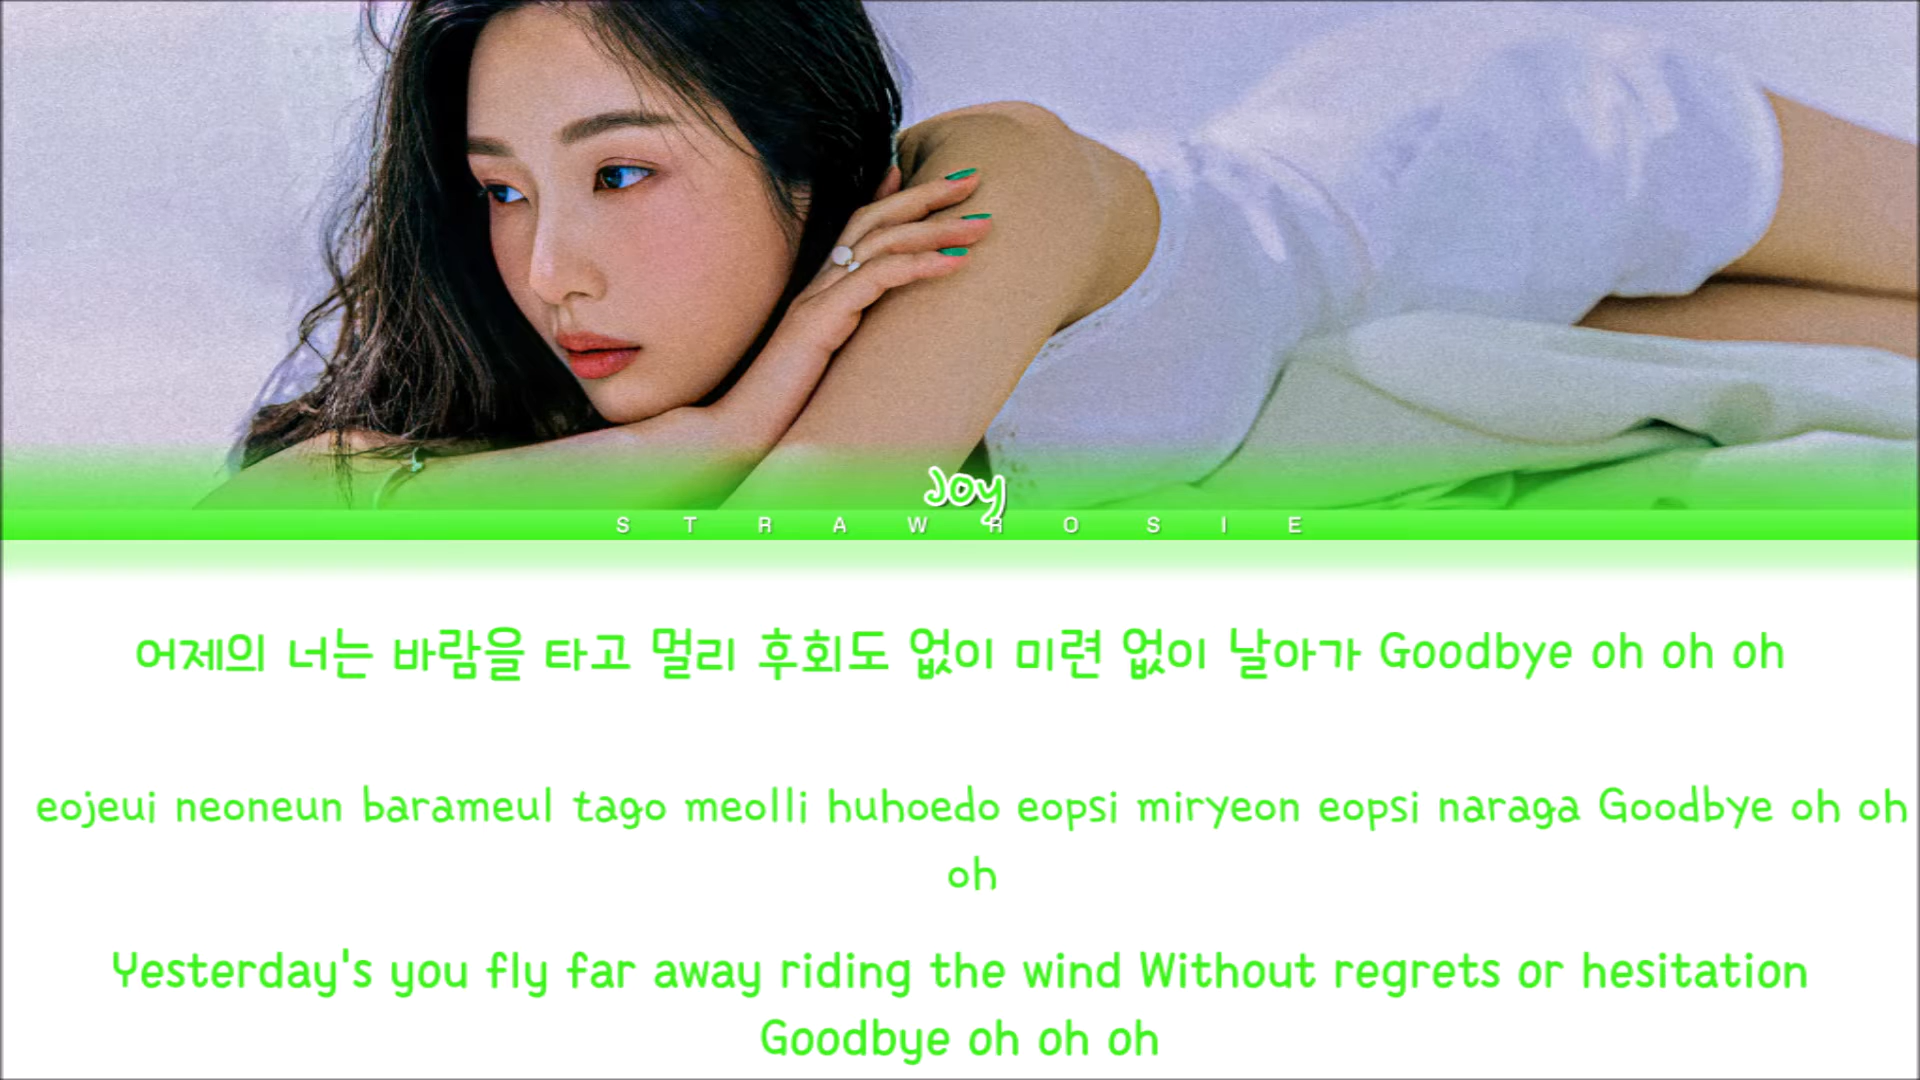 Joy
STRAWROSIE
어제의 너는 바람을 타고 멀리 후회도 없이 미련 없이 날아가 Goodbye oh oh oh
eojeui neoneun barameul tago meolli huhoedo eopsi miryeon eopsi naraga Goodbye oh oh
oh
Yesterday's you fly far away riding the wind Without regrets or hesitation
Goodbye oh oh oh